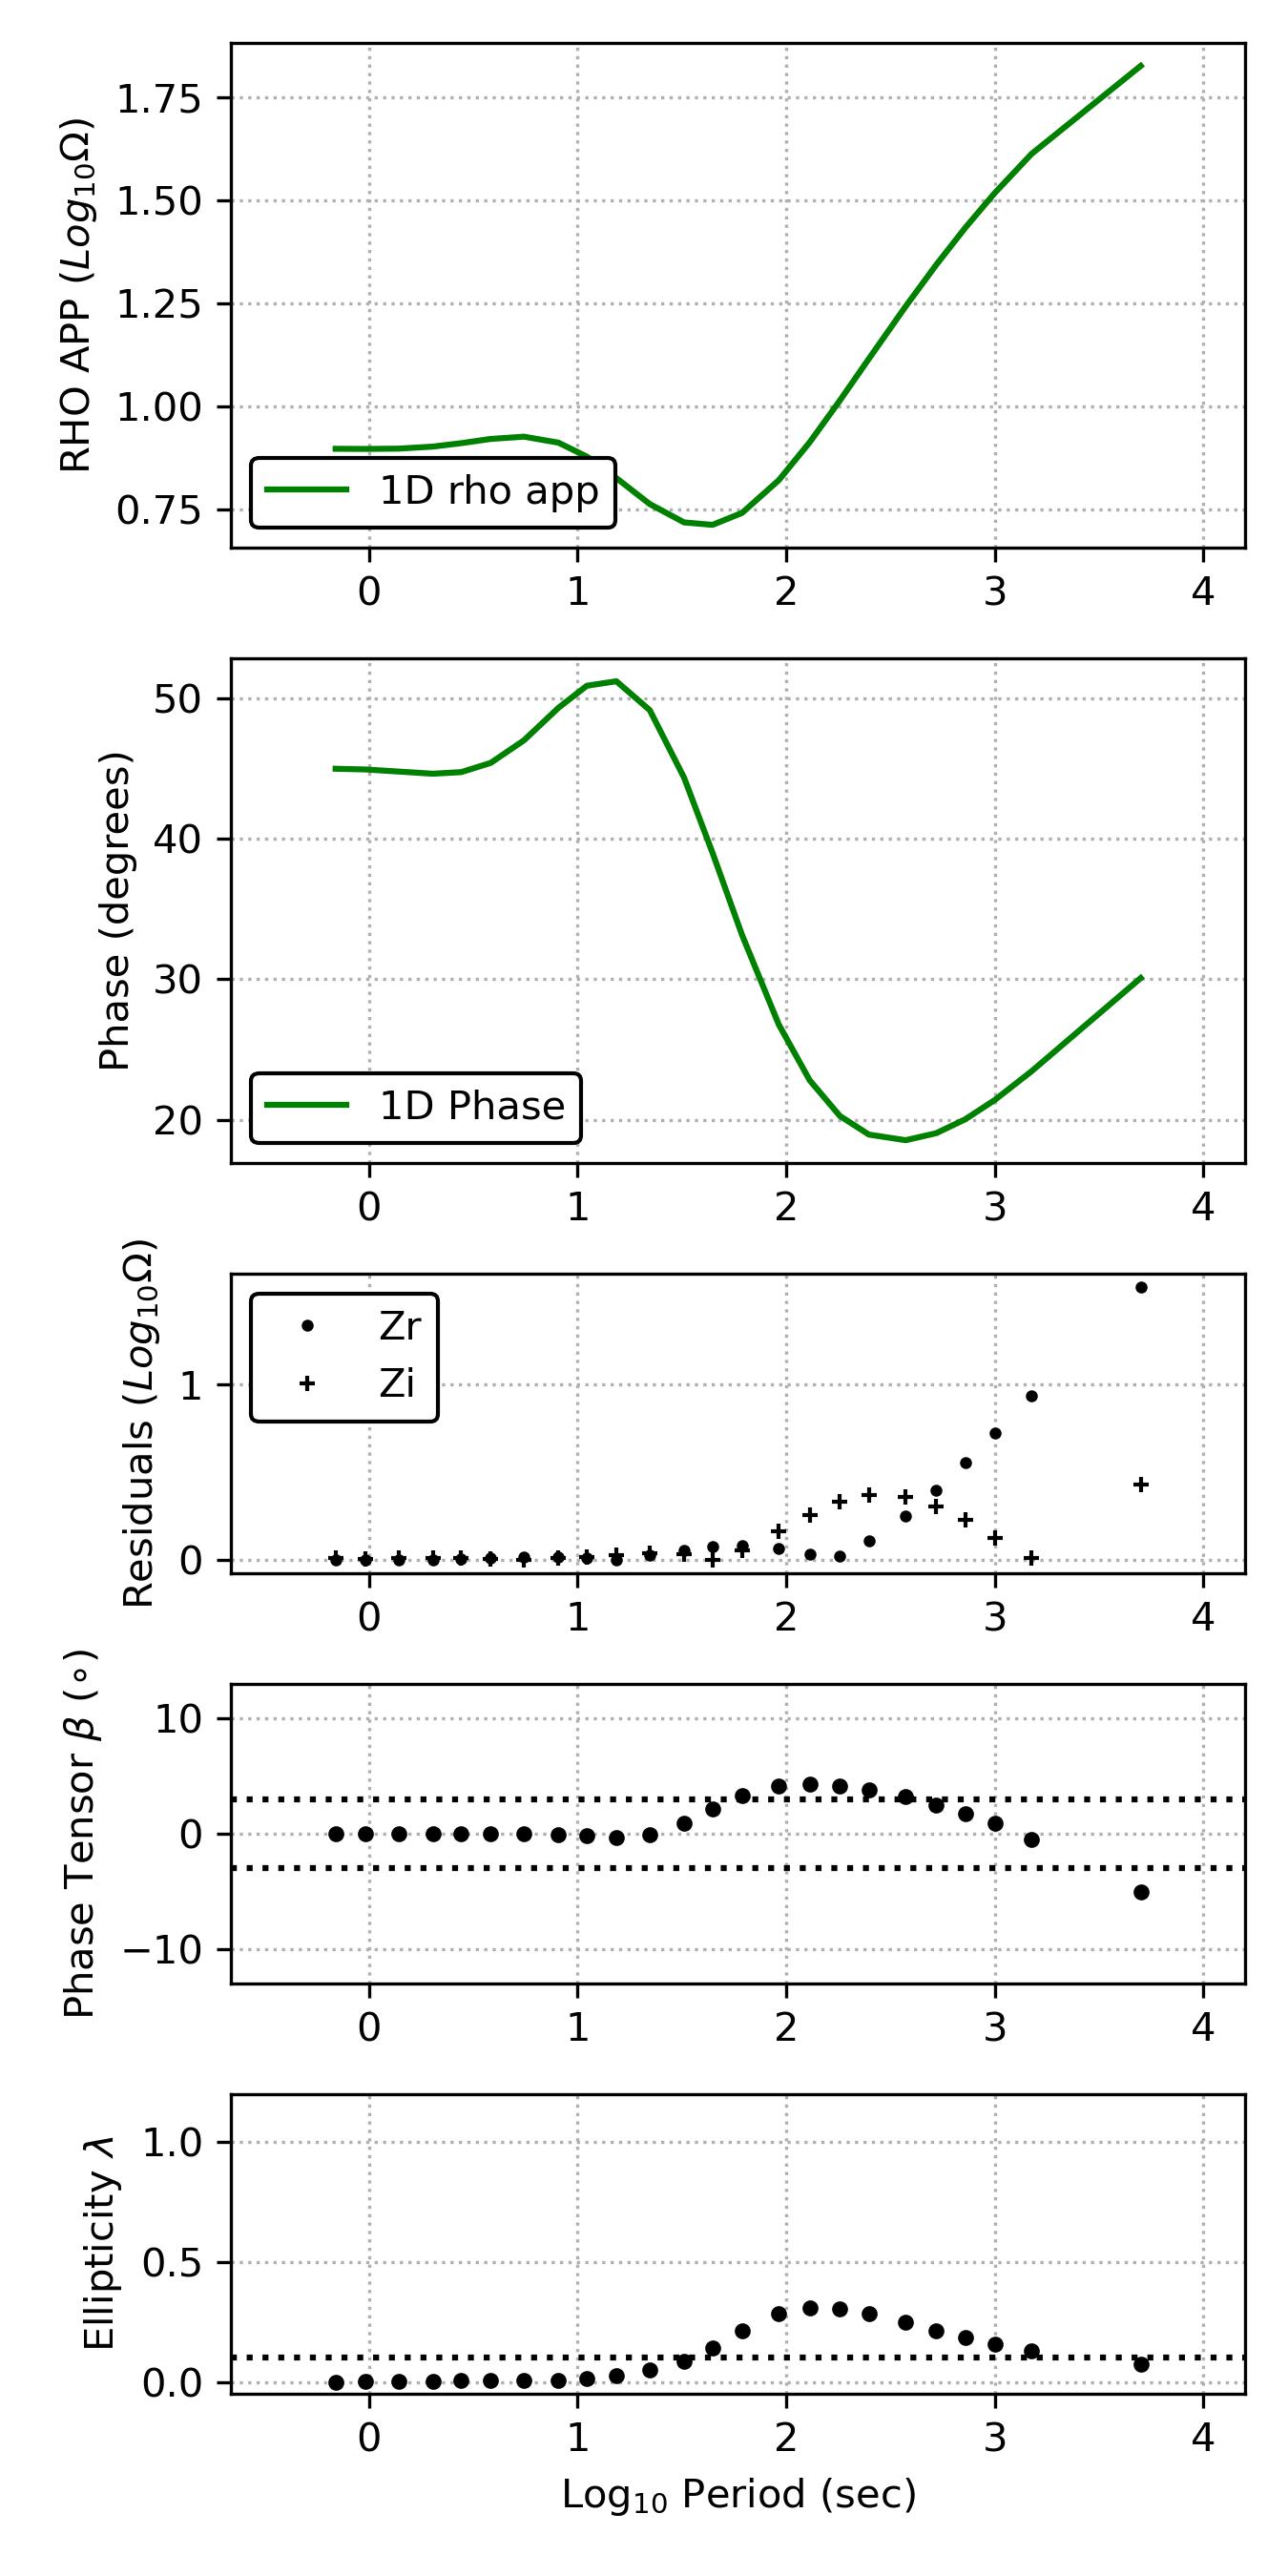 RHO APP (Log₁₀Ω)
1.75
1.50
1.25
1.00
0.75
1D rho app
0 1 2 3 4
Phase (degrees)
50
40
30
20
1D Phase
0 1 2 3 4
Residuals (Log₁₀Ω)
1
0
Zr
Zi
0 1 2 3 4
Phase Tensor β (∘)
10
0
−10
0 1 2 3 4
Ellipticity λ
1.0
0.5
0.0
0 1 2 3 4
Log₁₀ Period (sec)